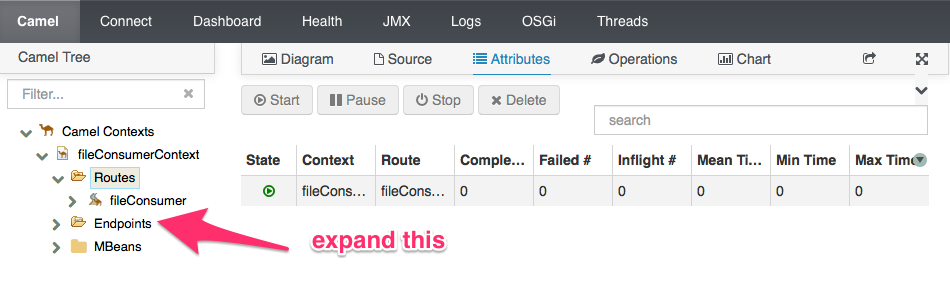 Camel Connect Dashboard Health JMX Logs OSGi Threads
Camel Tree
Diagram Source Attributes Operations Chart
Filter...
Start Pause Stop Delete
search
Camel Contexts
fileConsumerContext
Routes
fileConsumer
Endpoints
MBeans
State Context Route Comple... Failed # Inflight # Mean Ti... Min Time Max Time
fileCons... fileCons... 0 0 0 0 0 0
expand this